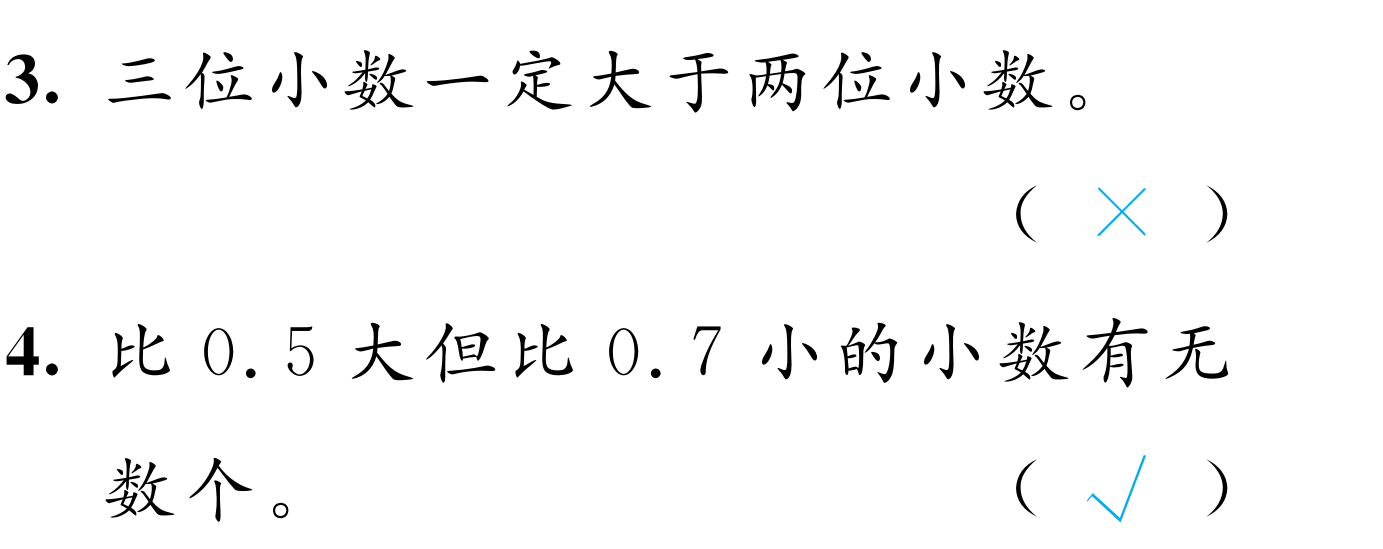 3. 三位小数一定大于两位小数。
( × )
4. 比 0.5 大但比 0.7 小的小数有无
数个。 ( √ )